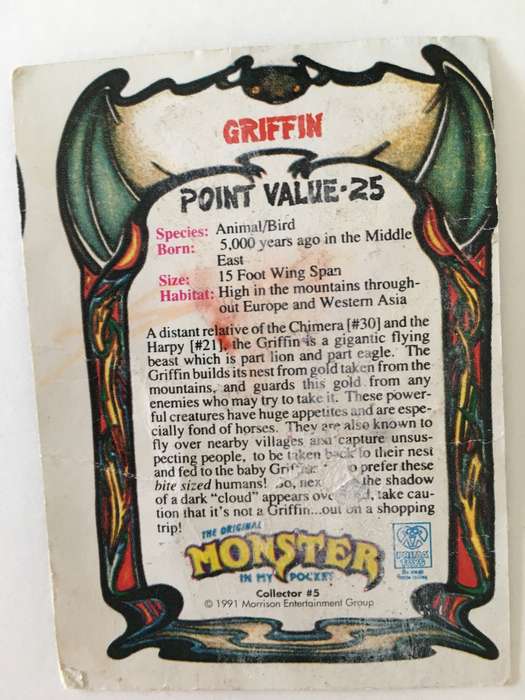 GRIFFIN
POINT VALUE·25
Species: Animal/Bird
Born: 5,000 years ago in the Middle
East
Size: 15 Foot Wing Span
Habitat: High in the mountains through-
out Europe and Western Asia
A distant relative of the Chimera [#30] and the
Harpy [#21], the Griffin is a gigantic flying
beast which is part lion and part eagle. The
Griffin builds its nest from gold taken from the
mountains, and guards this gold from any
enemies who may try to take it. These power-
ful creatures have huge appetites and are espe-
cially fond of horses. They are also known to
fly over nearby villages and capture unsus-
pecting people, to be taken back to their nest
and fed to the baby o prefer these
bite sized humans! So, the shadow
of a dark "cloud" appears take cau-
tion that it's not a Griffin...out on a shopping
trip!
THE ORIGINAL
MONSTER
IN MY POCKET
Collector #5
© 1991 Morrison Entertainment Group